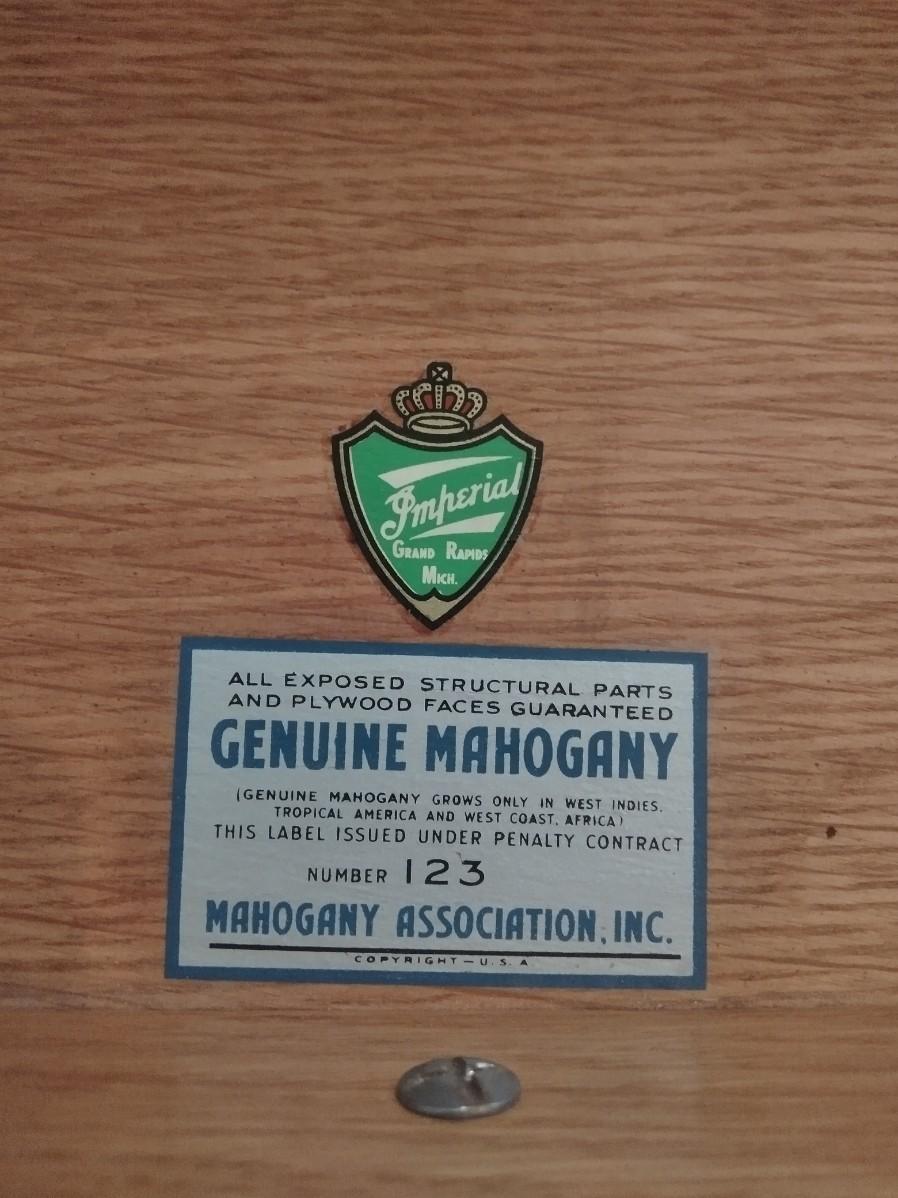 Imperial
GRAND RAPIDS
MICH.
ALL EXPOSED STRUCTURAL PARTS
AND PLYWOOD FACES GUARANTEED
GENUINE MAHOGANY
(GENUINE MAHOGANY GROWS ONLY IN WEST INDIES,
TROPICAL AMERICA AND WEST COAST, AFRICA)
THIS LABEL ISSUED UNDER PENALTY CONTRACT
NUMBER 123
MAHOGANY ASSOCIATION, INC.
COPYRIGHT—U.S.A